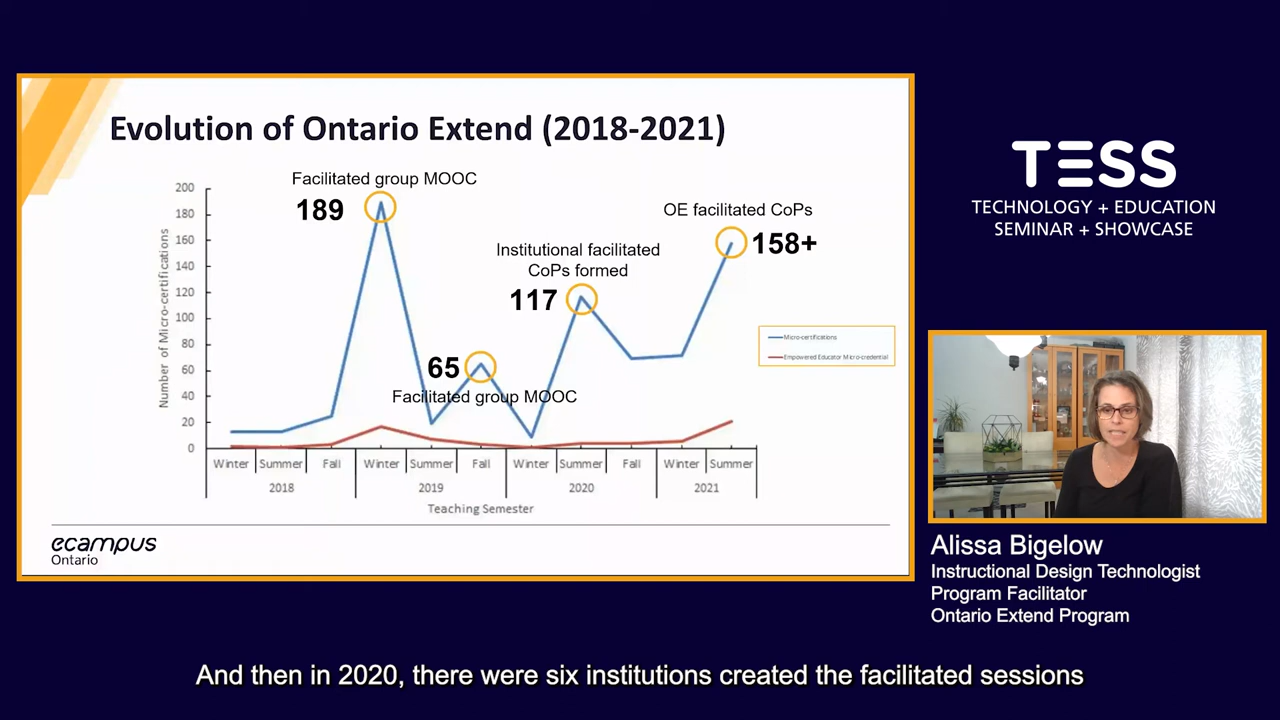 Evolution of Ontario Extend (2018-2021)
Facilitated group MOOC
189
OE facilitated CoPs
158+
Institutional facilitated
CoPs formed
117
65
Facilitated group MOOC
Number of Micro-certifications
200
180
160
140
120
100
80
60
40
20
0
Micro-certifications
Empowered Educator Micro-credential
Winter Summer Fall Winter Summer Fall Winter Summer Fall Winter Summer
2018 2019 2020 2021
Teaching Semester
ecampus
Ontario
TESS
TECHNOLOGY + EDUCATION
SEMINAR + SHOWCASE
Alissa Bigelow
Instructional Design Technologist
Program Facilitator
Ontario Extend Program
And then in 2020, there were six institutions created the facilitated sessions